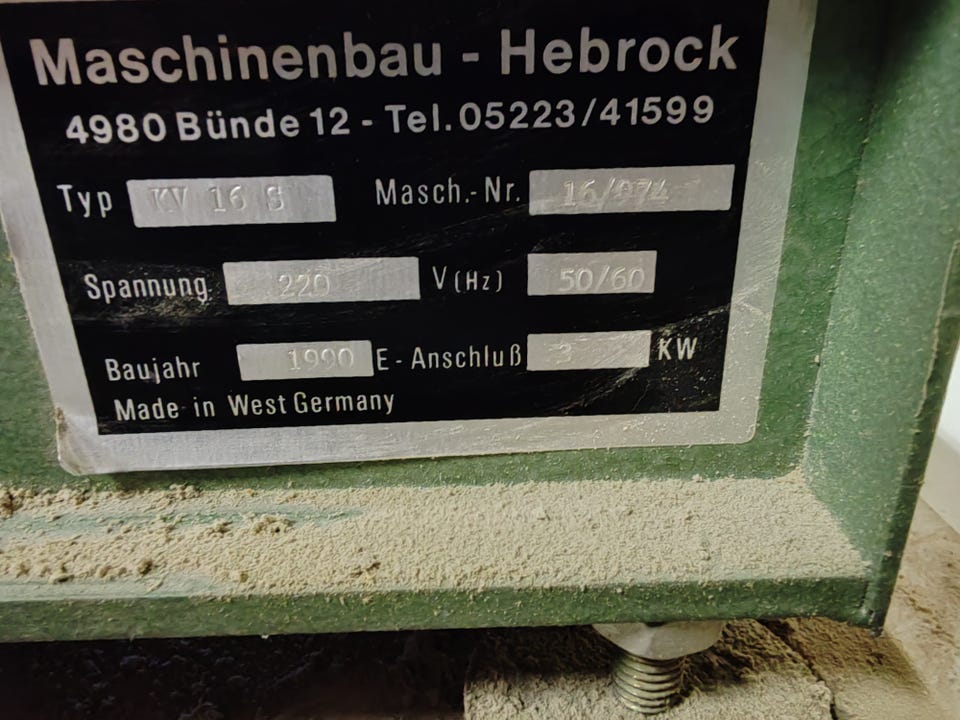 Maschinenbau - Hebrock
4980 Bünde 12 - Tel. 05223/41599
Typ KV 16 S Masch.-Nr. 16/974
Spannung 220 V (Hz) 50/60
Baujahr 1990 E-Anschluß 3 KW
Made in West Germany